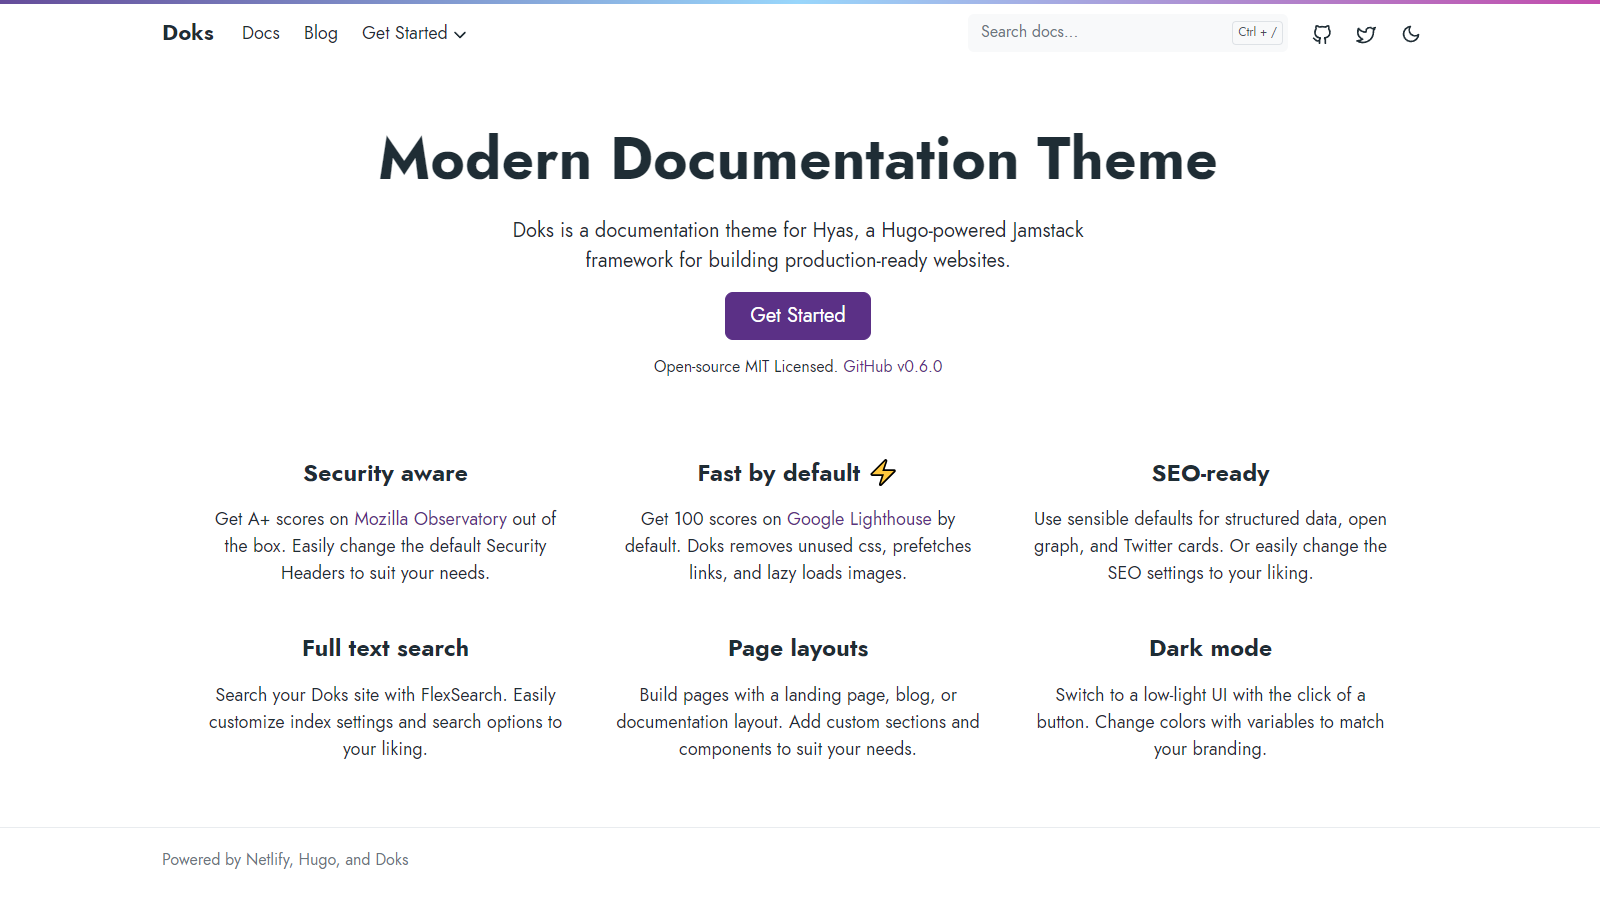 Doks Docs Blog Get Started Search docs... Ctrl + /
Modern Documentation Theme
Doks is a documentation theme for Hyas, a Hugo-powered Jamstack
framework for building production-ready websites.
Get Started
Open-source MIT Licensed. GitHub v0.6.0
Security aware
Get A+ scores on Mozilla Observatory out of
the box. Easily change the default Security
Headers to suit your needs.
Fast by default ⚡
Get 100 scores on Google Lighthouse by
default. Doks removes unused css, prefetches
links, and lazy loads images.
SEO-ready
Use sensible defaults for structured data, open
graph, and Twitter cards. Or easily change the
SEO settings to your liking.
Full text search
Search your Doks site with FlexSearch. Easily
customize index settings and search options to
your liking.
Page layouts
Build pages with a landing page, blog, or
documentation layout. Add custom sections and
components to suit your needs.
Dark mode
Switch to a low-light UI with the click of a
button. Change colors with variables to match
your branding.
Powered by Netlify, Hugo, and Doks